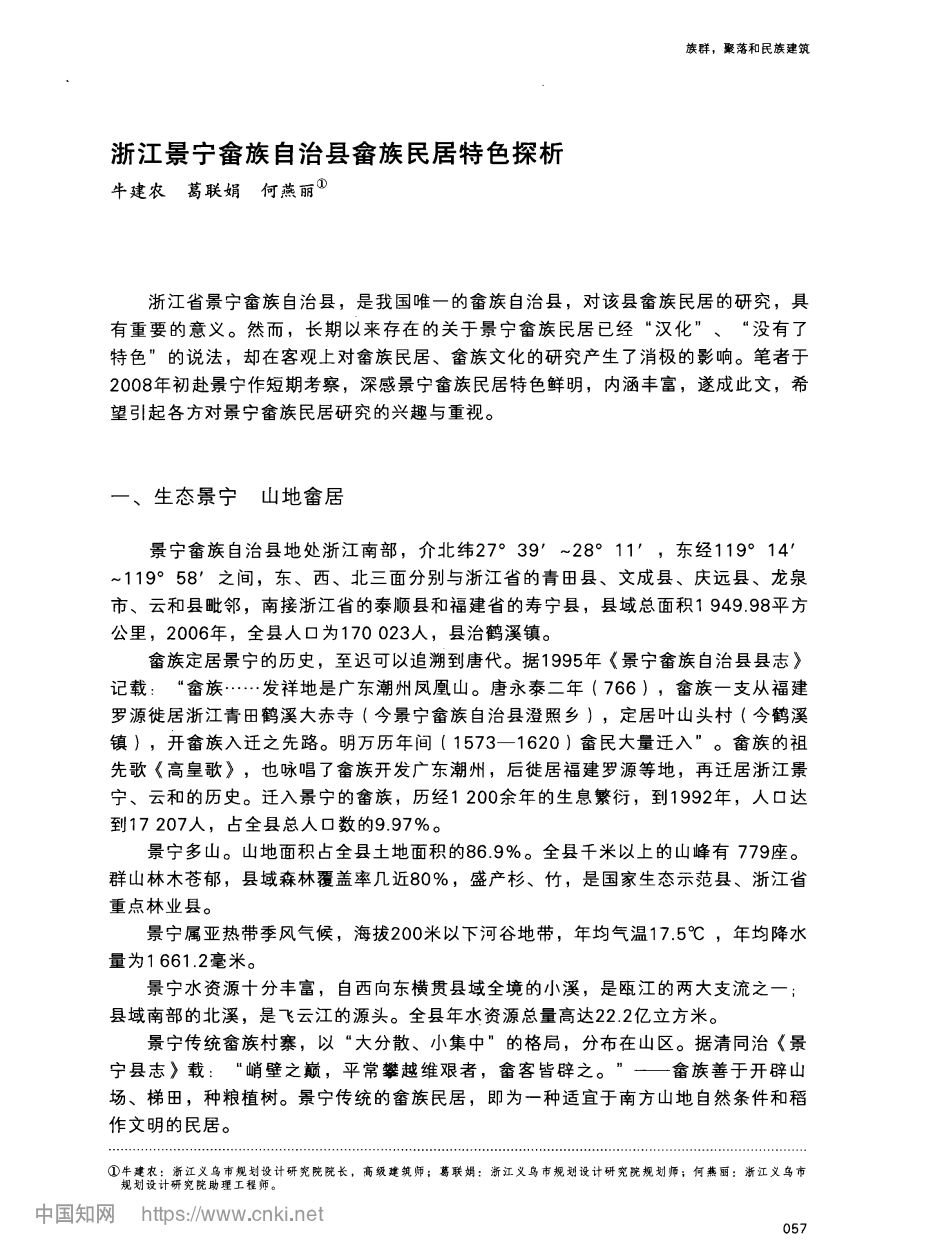 族群，聚落和民族建筑
浙江景宁畲族自治县畲族民居特色探析
牛建农　葛联娟　何燕丽①
浙江省景宁畲族自治县，是我国唯一的畲族自治县，对该县畲族民居的研究，具
有重要的意义。然而，长期以来存在的关于景宁畲族民居已经“汉化”、“没有了
特色”的说法，却在客观上对畲族民居、畲族文化的研究产生了消极的影响。笔者于
2008年初赴景宁作短期考察，深感景宁畲族民居特色鲜明，内涵丰富，遂成此文，希
望引起各方对景宁畲族民居研究的兴趣与重视。
一、生态景宁　山地畲居
景宁畲族自治县地处浙江南部，介北纬27°39′~28°11′，东经119°14′
~119°58′之间，东、西、北三面分别与浙江省的青田县、文成县、庆远县、龙泉
市、云和县毗邻，南接浙江省的泰顺县和福建省的寿宁县，县域总面积1 949.98平方
公里，2006年，全县人口为170 023人，县治鹤溪镇。
畲族定居景宁的历史，至迟可以追溯到唐代。据1995年《景宁畲族自治县县志》
记载：“畲族……发祥地是广东潮州凤凰山。唐永泰二年（766），畲族一支从福建
罗源徙居浙江青田鹤溪大赤寺（今景宁畲族自治县澄照乡），定居叶山头村（今鹤溪
镇），开畲族入迁之先路。明万历年间（1573—1620）畲民大量迁入”。畲族的祖
先歌《高皇歌》，也咏唱了畲族开发广东潮州，后徙居福建罗源等地，再迁居浙江景
宁、云和的历史。迁入景宁的畲族，历经1 200余年的生息繁衍，到1992年，人口达
到17 207人，占全县总人口数的9.97%。
景宁多山。山地面积占全县土地面积的86.9%。全县千米以上的山峰有 779座。
群山林木苍郁，县域森林覆盖率几近80%，盛产杉、竹，是国家生态示范县、浙江省
重点林业县。
景宁属亚热带季风气候，海拔200米以下河谷地带，年均气温17.5℃，年均降水
量为1 661.2毫米。
景宁水资源十分丰富，自西向东横贯县域全境的小溪，是瓯江的两大支流之一；
县域南部的北溪，是飞云江的源头。全县年水资源总量高达22.2亿立方米。
景宁传统畲族村寨，以“大分散、小集中”的格局，分布在山区。据清同治《景
宁县志》载：“峭壁之巅，平常攀越维艰者，畲客皆辟之。”——畲族善于开辟山
场、梯田，种粮植树。景宁传统的畲族民居，即为一种适宜于南方山地自然条件和稻
作文明的民居。
①牛建农：浙江义乌市规划设计研究院院长，高级建筑师；葛联娟：浙江义乌市规划设计研究院规划师；何燕丽：浙江义乌市
规划设计研究院助理工程师。
中国知网　https://www.cnki.net
057